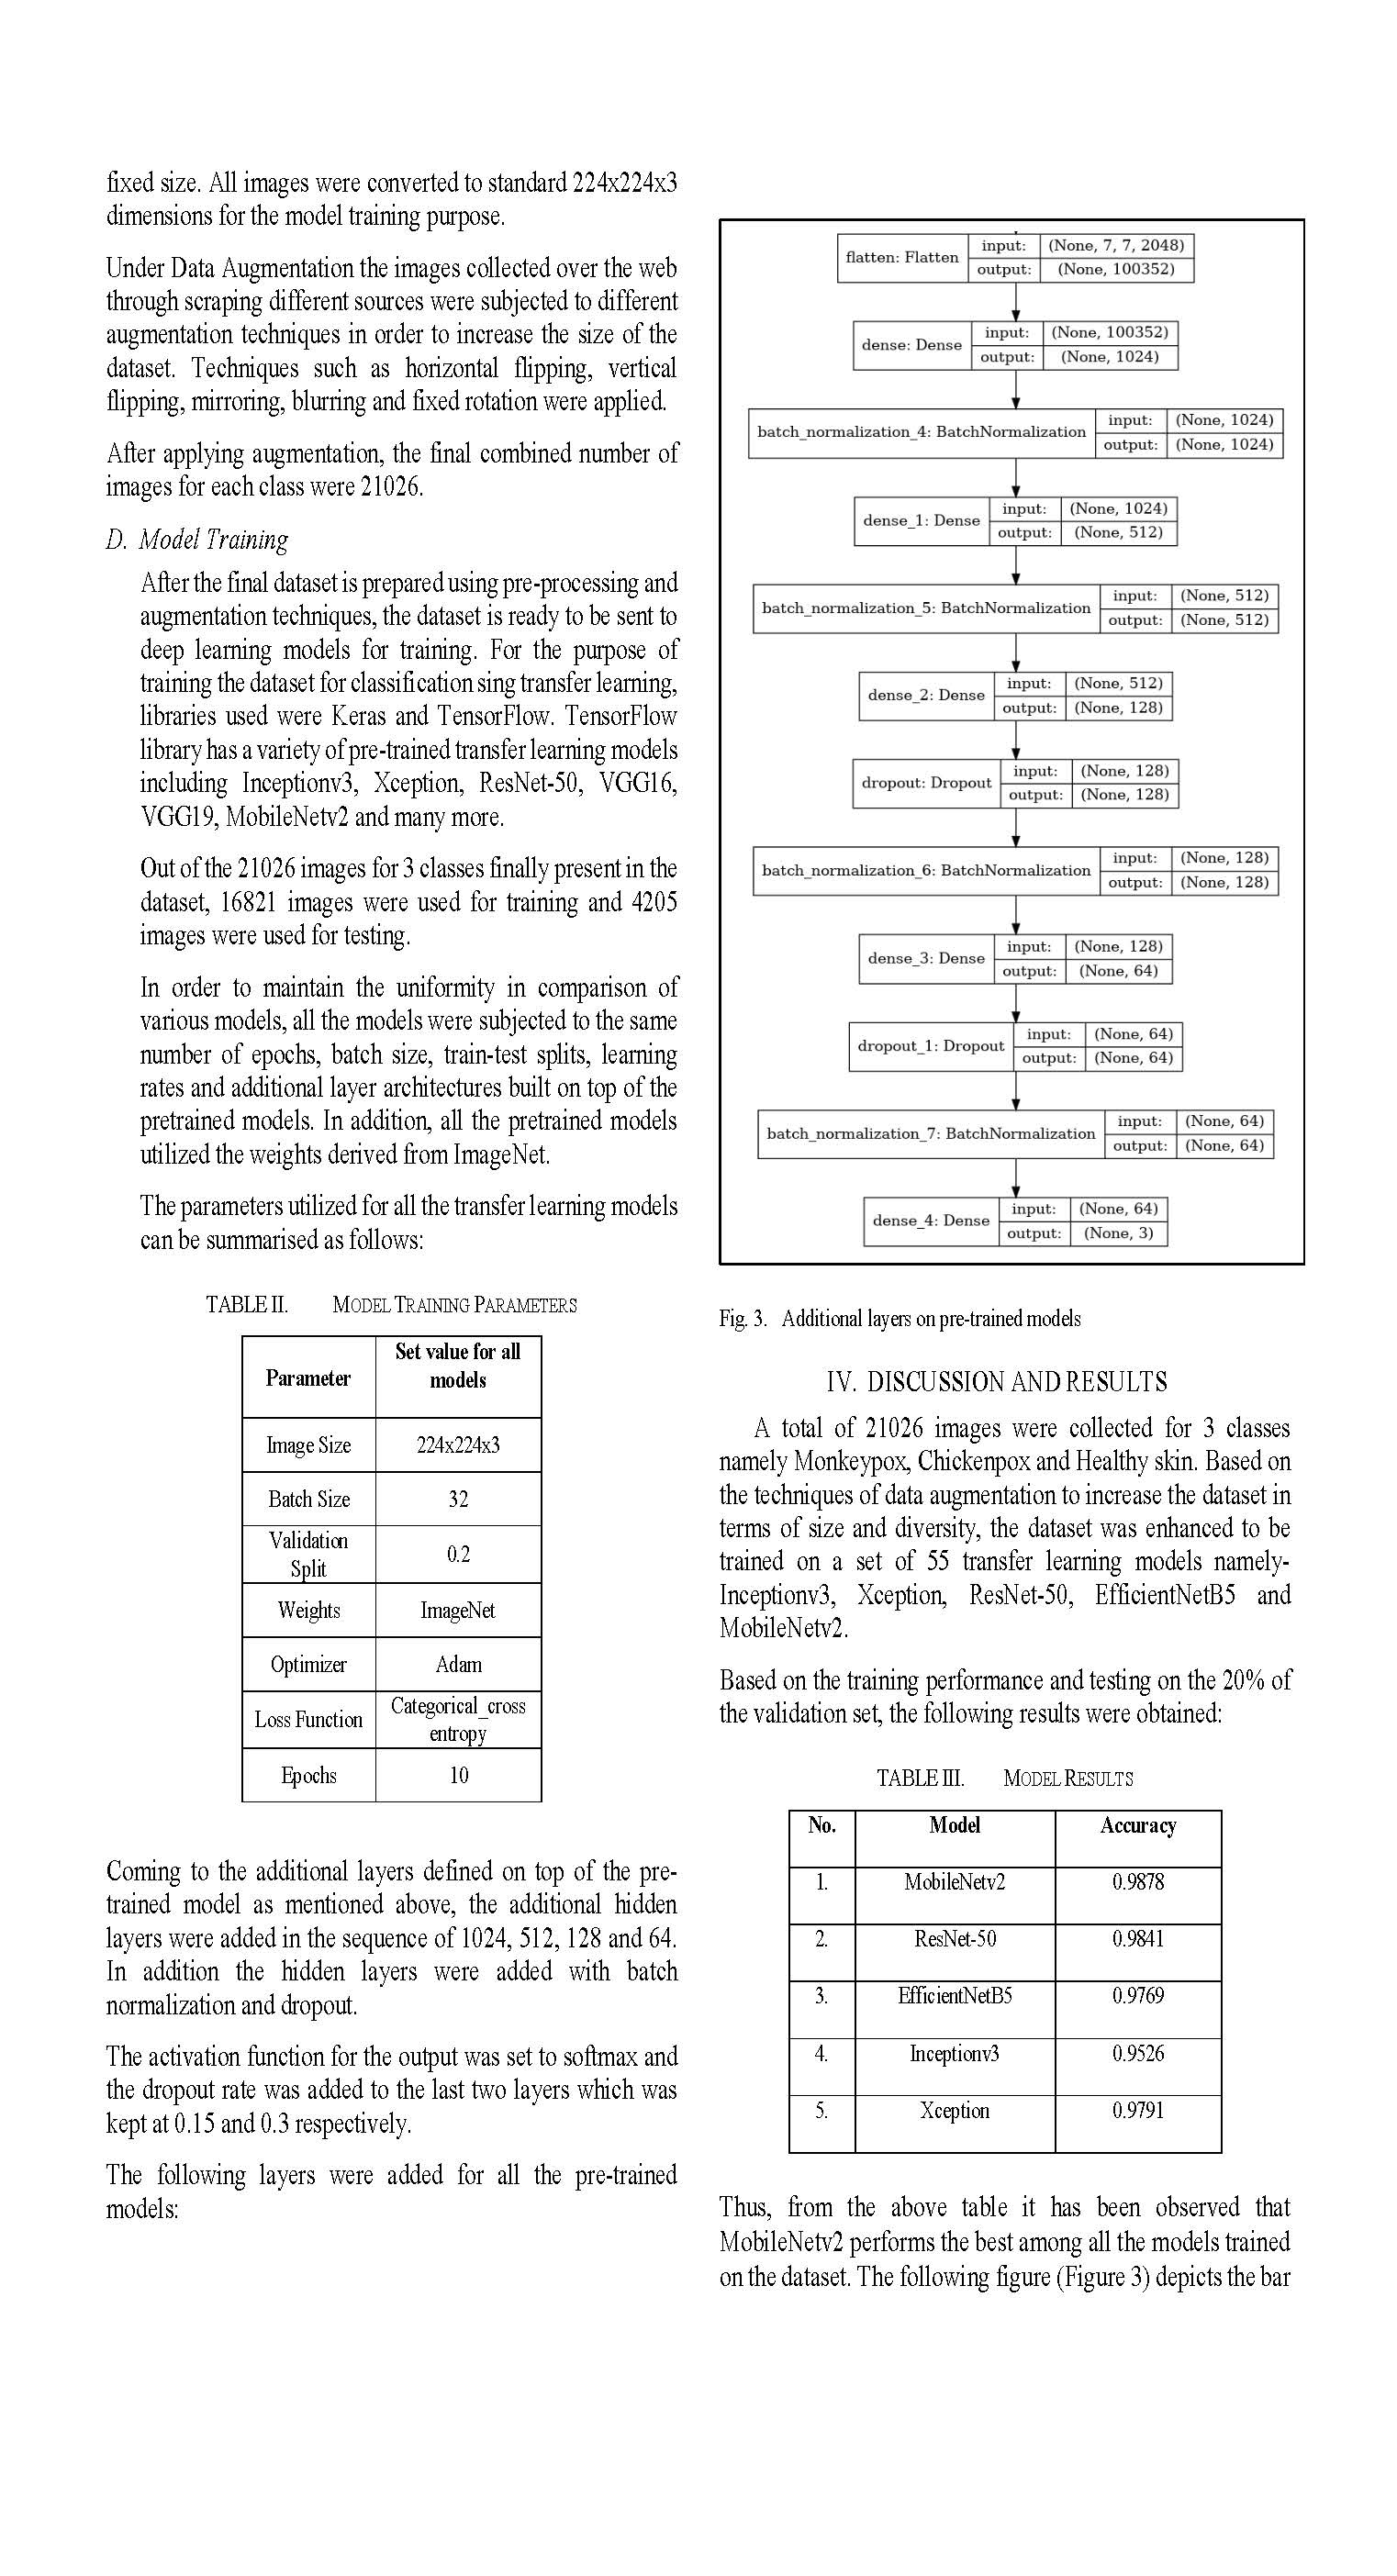 fixed size. All images were converted to standard 224x224x3
dimensions for the model training purpose.
Under Data Augmentation the images collected over the web
through scraping different sources were subjected to different
augmentation techniques in order to increase the size of the
dataset. Techniques such as horizontal flipping, vertical
flipping, mirroring, blurring and fixed rotation were applied.
After applying augmentation, the final combined number of
images for each class were 21026.
D. Model Training
After the final dataset is prepared using pre-processing and
augmentation techniques, the dataset is ready to be sent to
deep learning models for training. For the purpose of
training the dataset for classification sing transfer learning,
libraries used were Keras and TensorFlow. TensorFlow
library has a variety of pre-trained transfer learning models
including Inceptionv3, Xception, ResNet-50, VGG16,
VGG19, MobileNetv2 and many more.
Out of the 21026 images for 3 classes finally present in the
dataset, 16821 images were used for training and 4205
images were used for testing.
In order to maintain the uniformity in comparison of
various models, all the models were subjected to the same
number of epochs, batch size, train-test splits, learning
rates and additional layer architectures built on top of the
pretrained models. In addition, all the pretrained models
utilized the weights derived from ImageNet.
The parameters utilized for all the transfer learning models
can be summarised as follows:
TABLE II. MODEL TRAINING PARAMETERS
Parameter Set value for all models
Image Size 224x224x3
Batch Size 32
Validation Split 0.2
Weights ImageNet
Optimizer Adam
Loss Function Categorical_cross entropy
Epochs 10
Coming to the additional layers defined on top of the pre-
trained model as mentioned above, the additional hidden
layers were added in the sequence of 1024, 512, 128 and 64.
In addition the hidden layers were added with batch
normalization and dropout.
The activation function for the output was set to softmax and
the dropout rate was added to the last two layers which was
kept at 0.15 and 0.3 respectively.
The following layers were added for all the pre-trained
models:
flatten: Flatten input: (None, 7, 7, 2048)
output: (None, 100352)
dense: Dense input: (None, 100352)
output: (None, 1024)
batch_normalization_4: BatchNormalization input: (None, 1024)
output: (None, 1024)
dense_1: Dense input: (None, 1024)
output: (None, 512)
batch_normalization_5: BatchNormalization input: (None, 512)
output: (None, 512)
dense_2: Dense input: (None, 512)
output: (None, 128)
dropout: Dropout input: (None, 128)
output: (None, 128)
batch_normalization_6: BatchNormalization input: (None, 128)
output: (None, 128)
dense_3: Dense input: (None, 128)
output: (None, 64)
dropout_1: Dropout input: (None, 64)
output: (None, 64)
batch_normalization_7: BatchNormalization input: (None, 64)
output: (None, 64)
dense_4: Dense input: (None, 64)
output: (None, 3)
Fig. 3. Additional layers on pre-trained models
IV. DISCUSSION AND RESULTS
A total of 21026 images were collected for 3 classes
namely Monkeypox, Chickenpox and Healthy skin. Based on
the techniques of data augmentation to increase the dataset in
terms of size and diversity, the dataset was enhanced to be
trained on a set of 55 transfer learning models namely-
Inceptionv3, Xception, ResNet-50, EfficientNetB5 and
MobileNetv2.
Based on the training performance and testing on the 20% of
the validation set, the following results were obtained:
TABLE III. MODEL RESULTS
No. Model Accuracy
1. MobileNetv2 0.9878
2. ResNet-50 0.9841
3. EfficientNetB5 0.9769
4. Inceptionv3 0.9526
5. Xception 0.9791
Thus, from the above table it has been observed that
MobileNetv2 performs the best among all the models trained
on the dataset. The following figure (Figure 3) depicts the bar